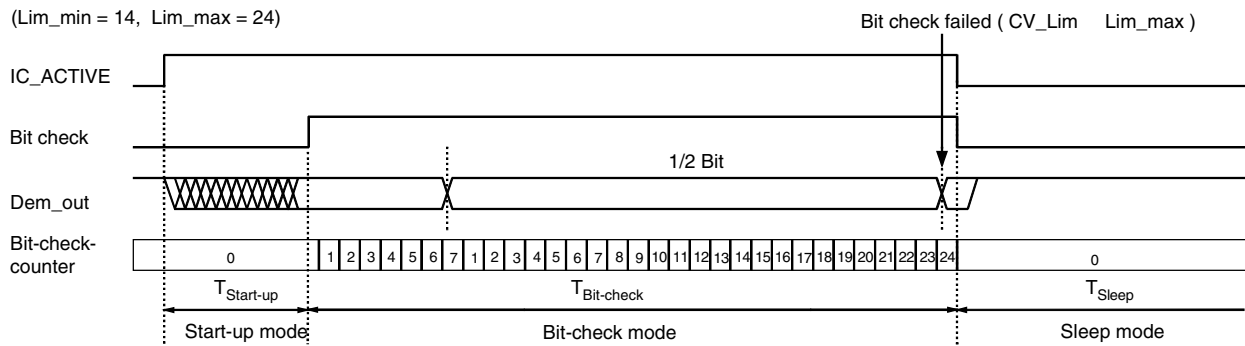 (Lim_min = 14, Lim_max = 24)
Bit check failed ( CV_Lim Lim_max )
IC_ACTIVE
Bit check
1/2 Bit
Dem_out
Bit-check-
counter
0 1 2 3 4 5 6 7 1 2 3 4 5 6 7 8 9 10 11 12 13 14 15 16 17 18 19 20 21 22 23 24 0
TStart-up TBit-check TSleep
Start-up mode Bit-check mode Sleep mode